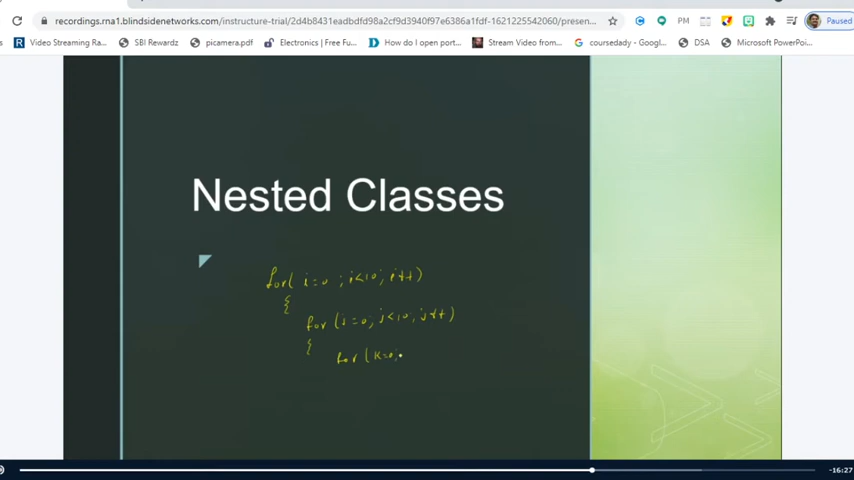 recordings.rna1.blindsidenetworks.com/instructure-trial/2d4b8431eadbdfd98a2cf9d3940f97e6386a1fdf-1621225542060/presen...
PM
Paused
Video Streaming Ra...
SBI Rewardz
picamera.pdf
Electronics | Free Fu...
How do I open port...
Stream Video from...
coursedady - Googl...
DSA
Microsoft PowerPoi...
Nested Classes
for( i=0 ; i<10; i++)
{
for (j=0; j<10; j++)
{
for (k=0;
-16:27